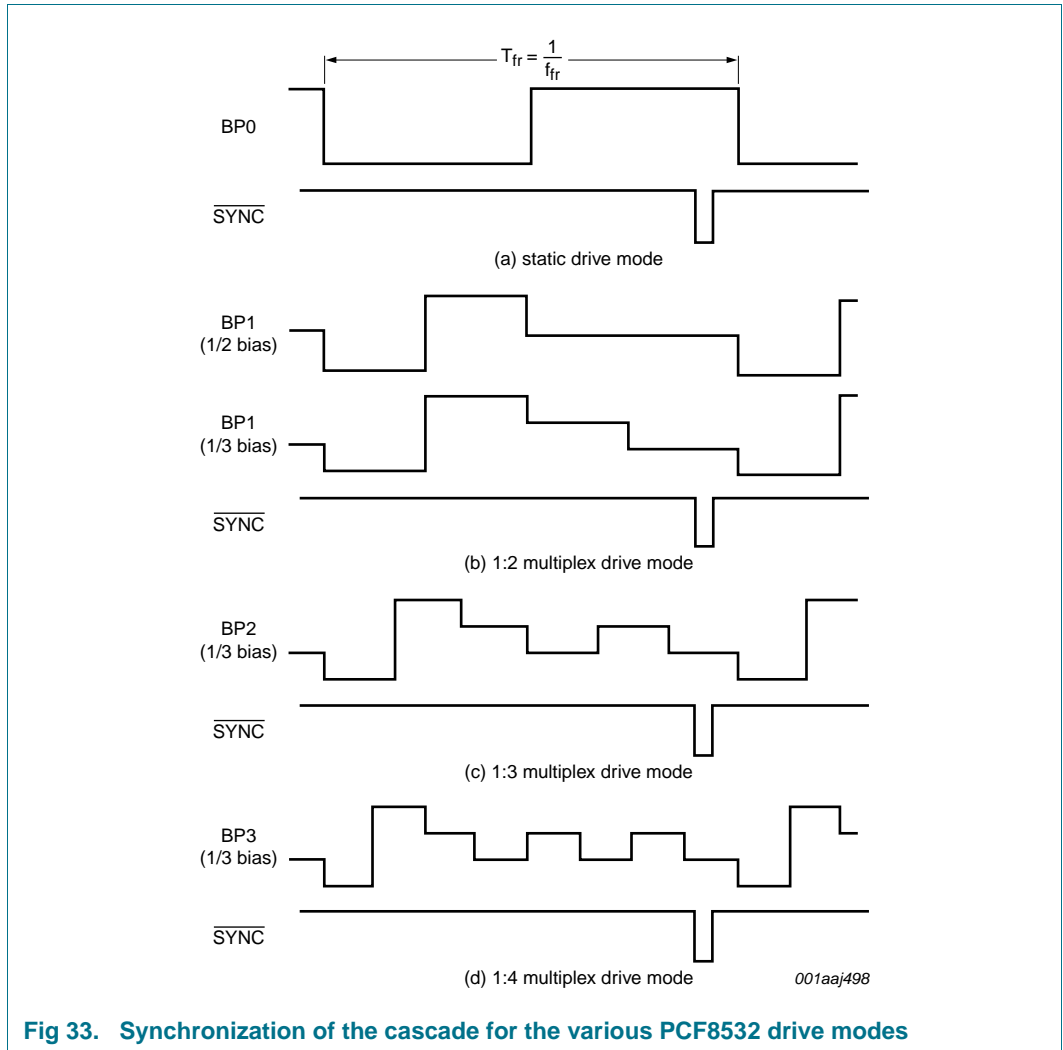 Tfr = 1/ffr
BP0
SYNC
(a) static drive mode
BP1
(1/2 bias)
BP1
(1/3 bias)
SYNC
(b) 1:2 multiplex drive mode
BP2
(1/3 bias)
SYNC
(c) 1:3 multiplex drive mode
BP3
(1/3 bias)
SYNC
(d) 1:4 multiplex drive mode
001aaj498
Fig 33. Synchronization of the cascade for the various PCF8532 drive modes